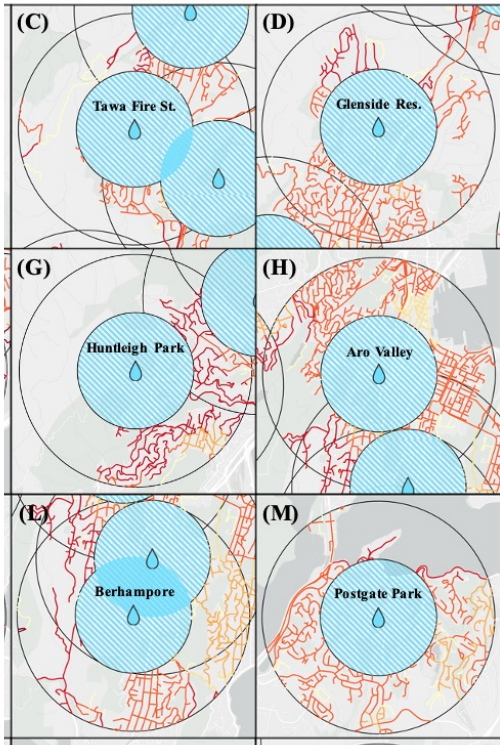 (C)
Tawa Fire St.
(D)
Glenside Res.
(G)
Huntleigh Park
(H)
Aro Valley
(L)
Berhampore
(M)
Postgate Park